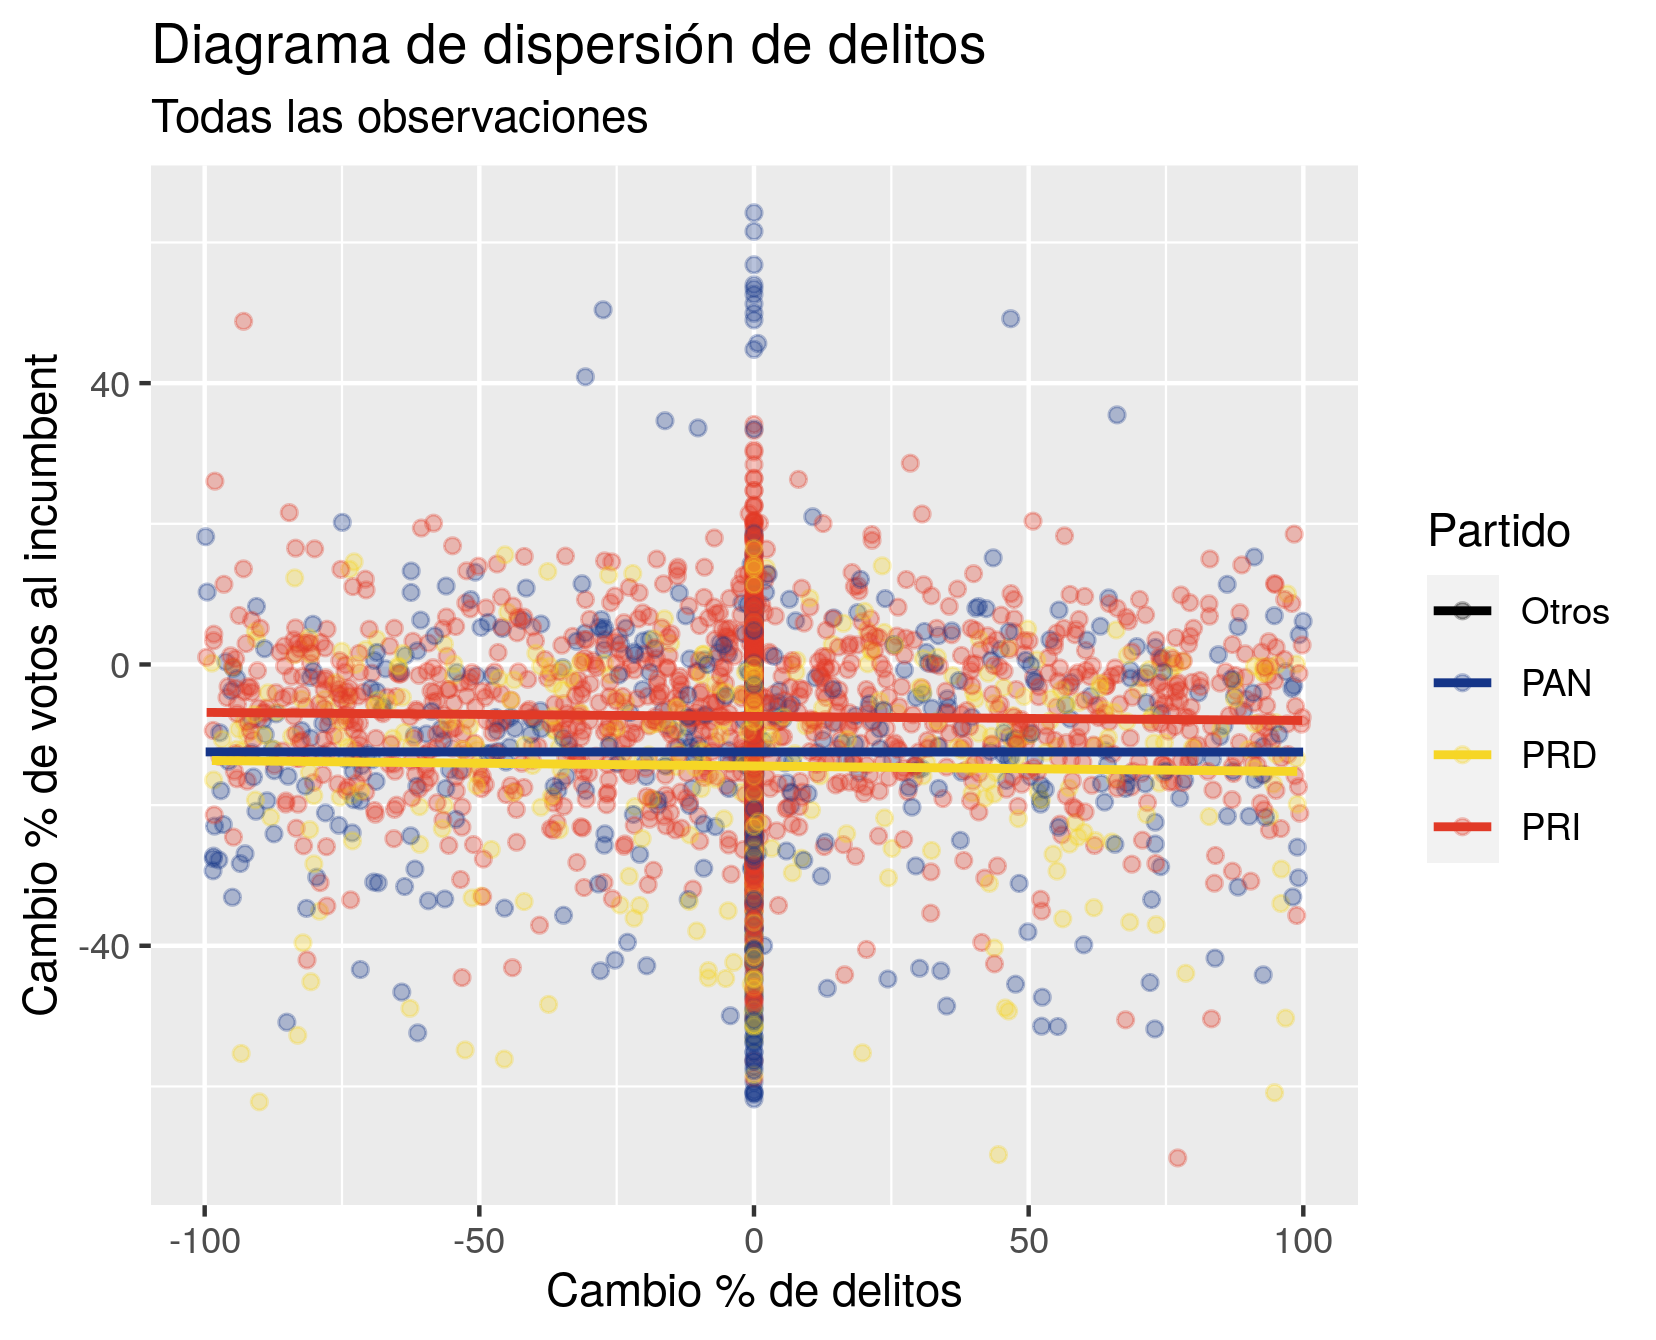 Diagrama de dispersión de delitos
Todas las observaciones
Cambio % de votos al incumbent
40
0
-40
-100
-50
0
50
100
Cambio % de delitos
Partido
Otros
PAN
PRD
PRI